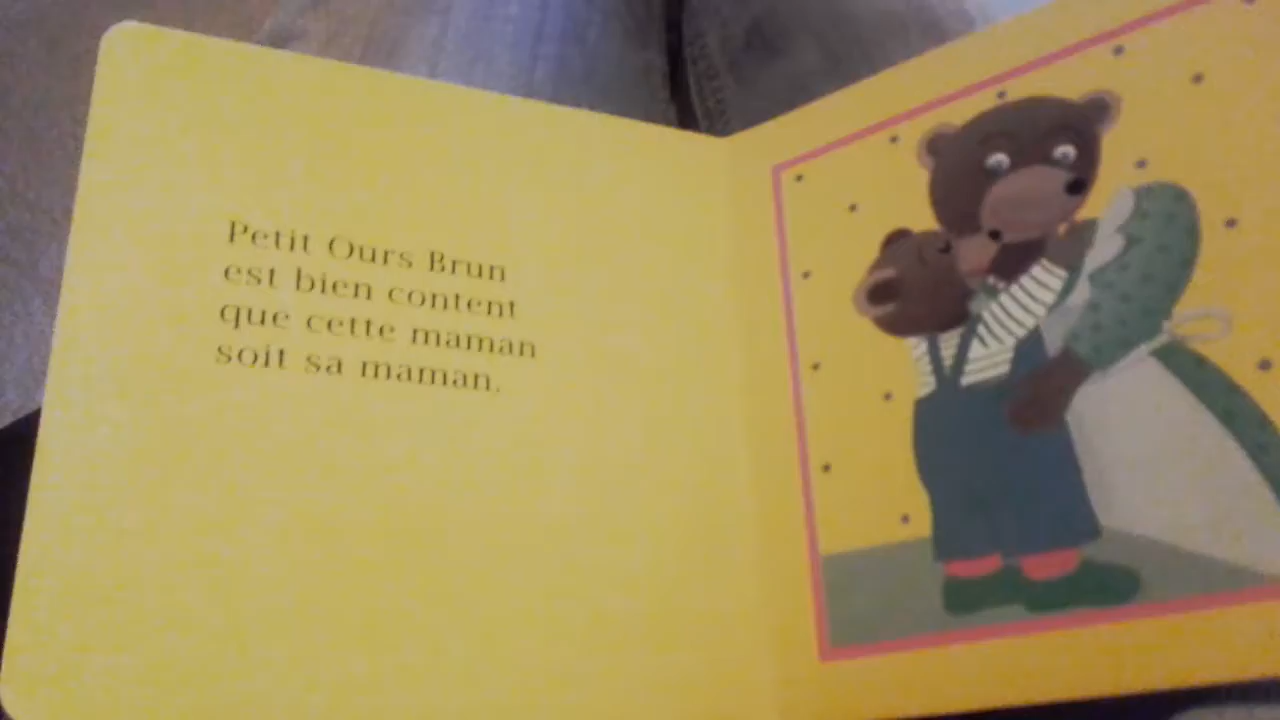 Petit Ours Brun
est bien content
que cette maman
soit sa maman.